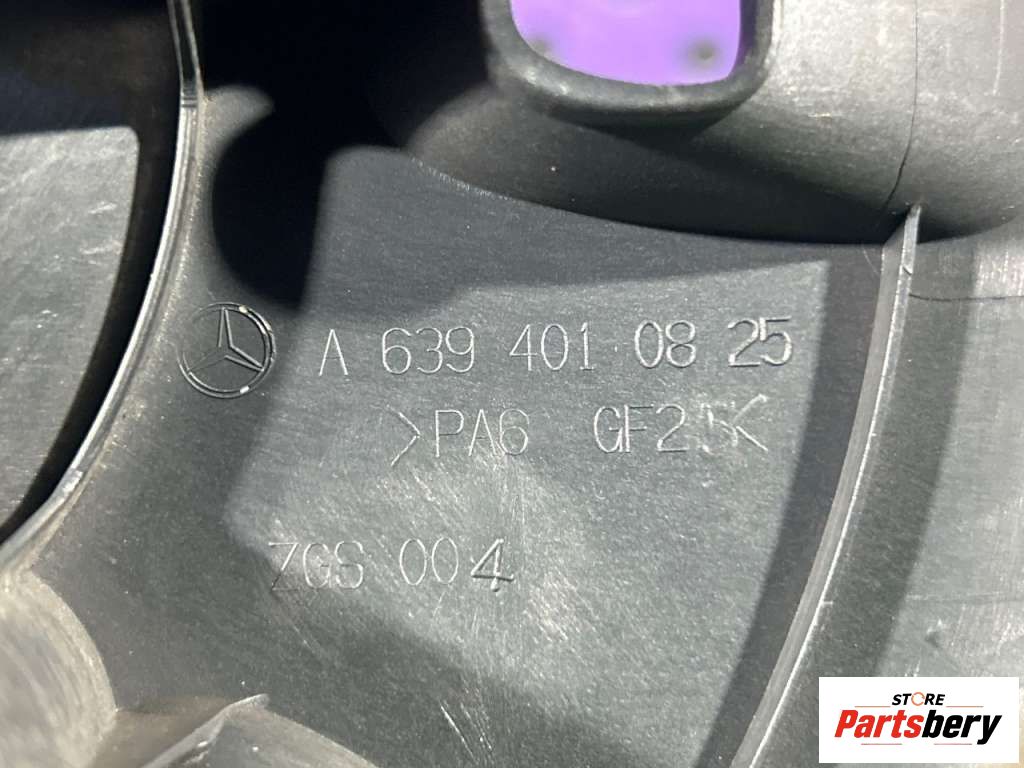 A 639 401 08 25
>PA6 GF25<
ZGS 004
STORE
Partsbery